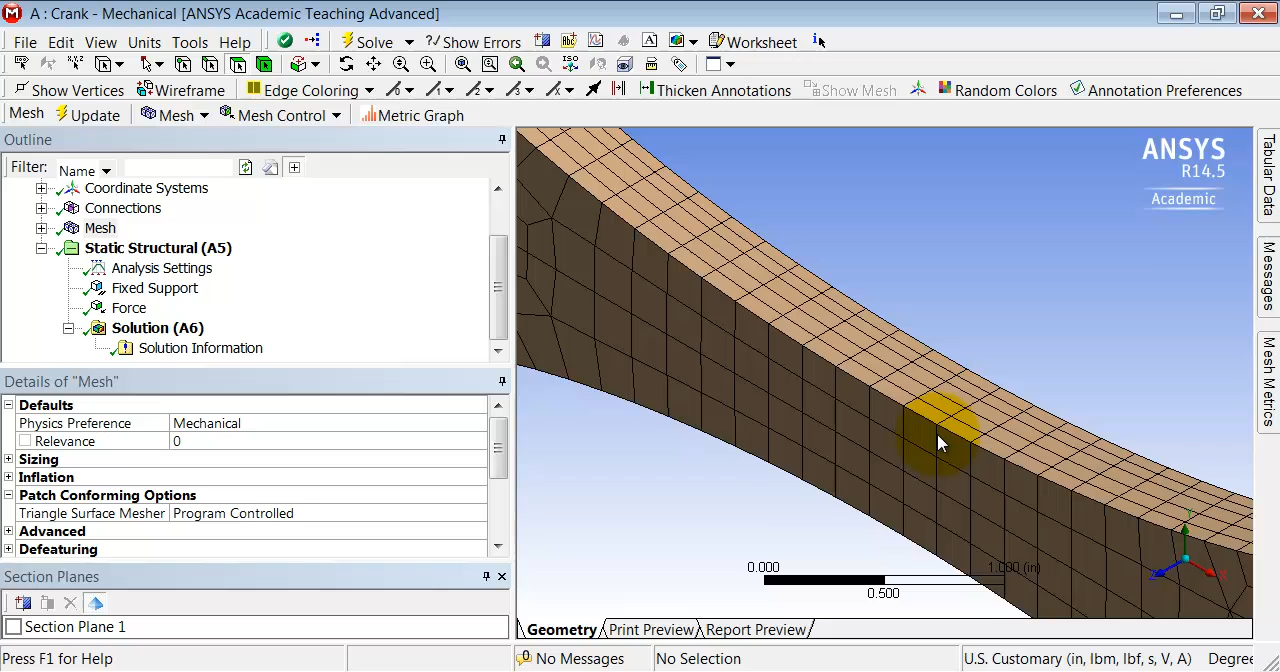 A : Crank - Mechanical [ANSYS Academic Teaching Advanced]
File Edit View Units Tools Help Solve Show Errors Worksheet
Show Vertices Wireframe Edge Coloring Thicken Annotations Show Mesh Random Colors Annotation Preferences
Mesh Update Mesh Mesh Control Metric Graph
Outline
Filter: Name
Coordinate Systems
Connections
Mesh
Static Structural (A5)
Analysis Settings
Fixed Support
Force
Solution (A6)
Solution Information
Details of "Mesh"
Defaults
Physics Preference Mechanical
Relevance 0
Sizing
Inflation
Patch Conforming Options
Triangle Surface Mesher Program Controlled
Advanced
Defeaturing
Section Planes
Section Plane 1
ANSYS
R14.5
Academic
0.000 1.000 (in)
0.500
Y
Z X
Geometry Print Preview Report Preview
Tabular Data
Messages
Mesh Metrics
Press F1 for Help 0 No Messages No Selection U.S. Customary (in, lbm, lbf, s, V, A) Degree